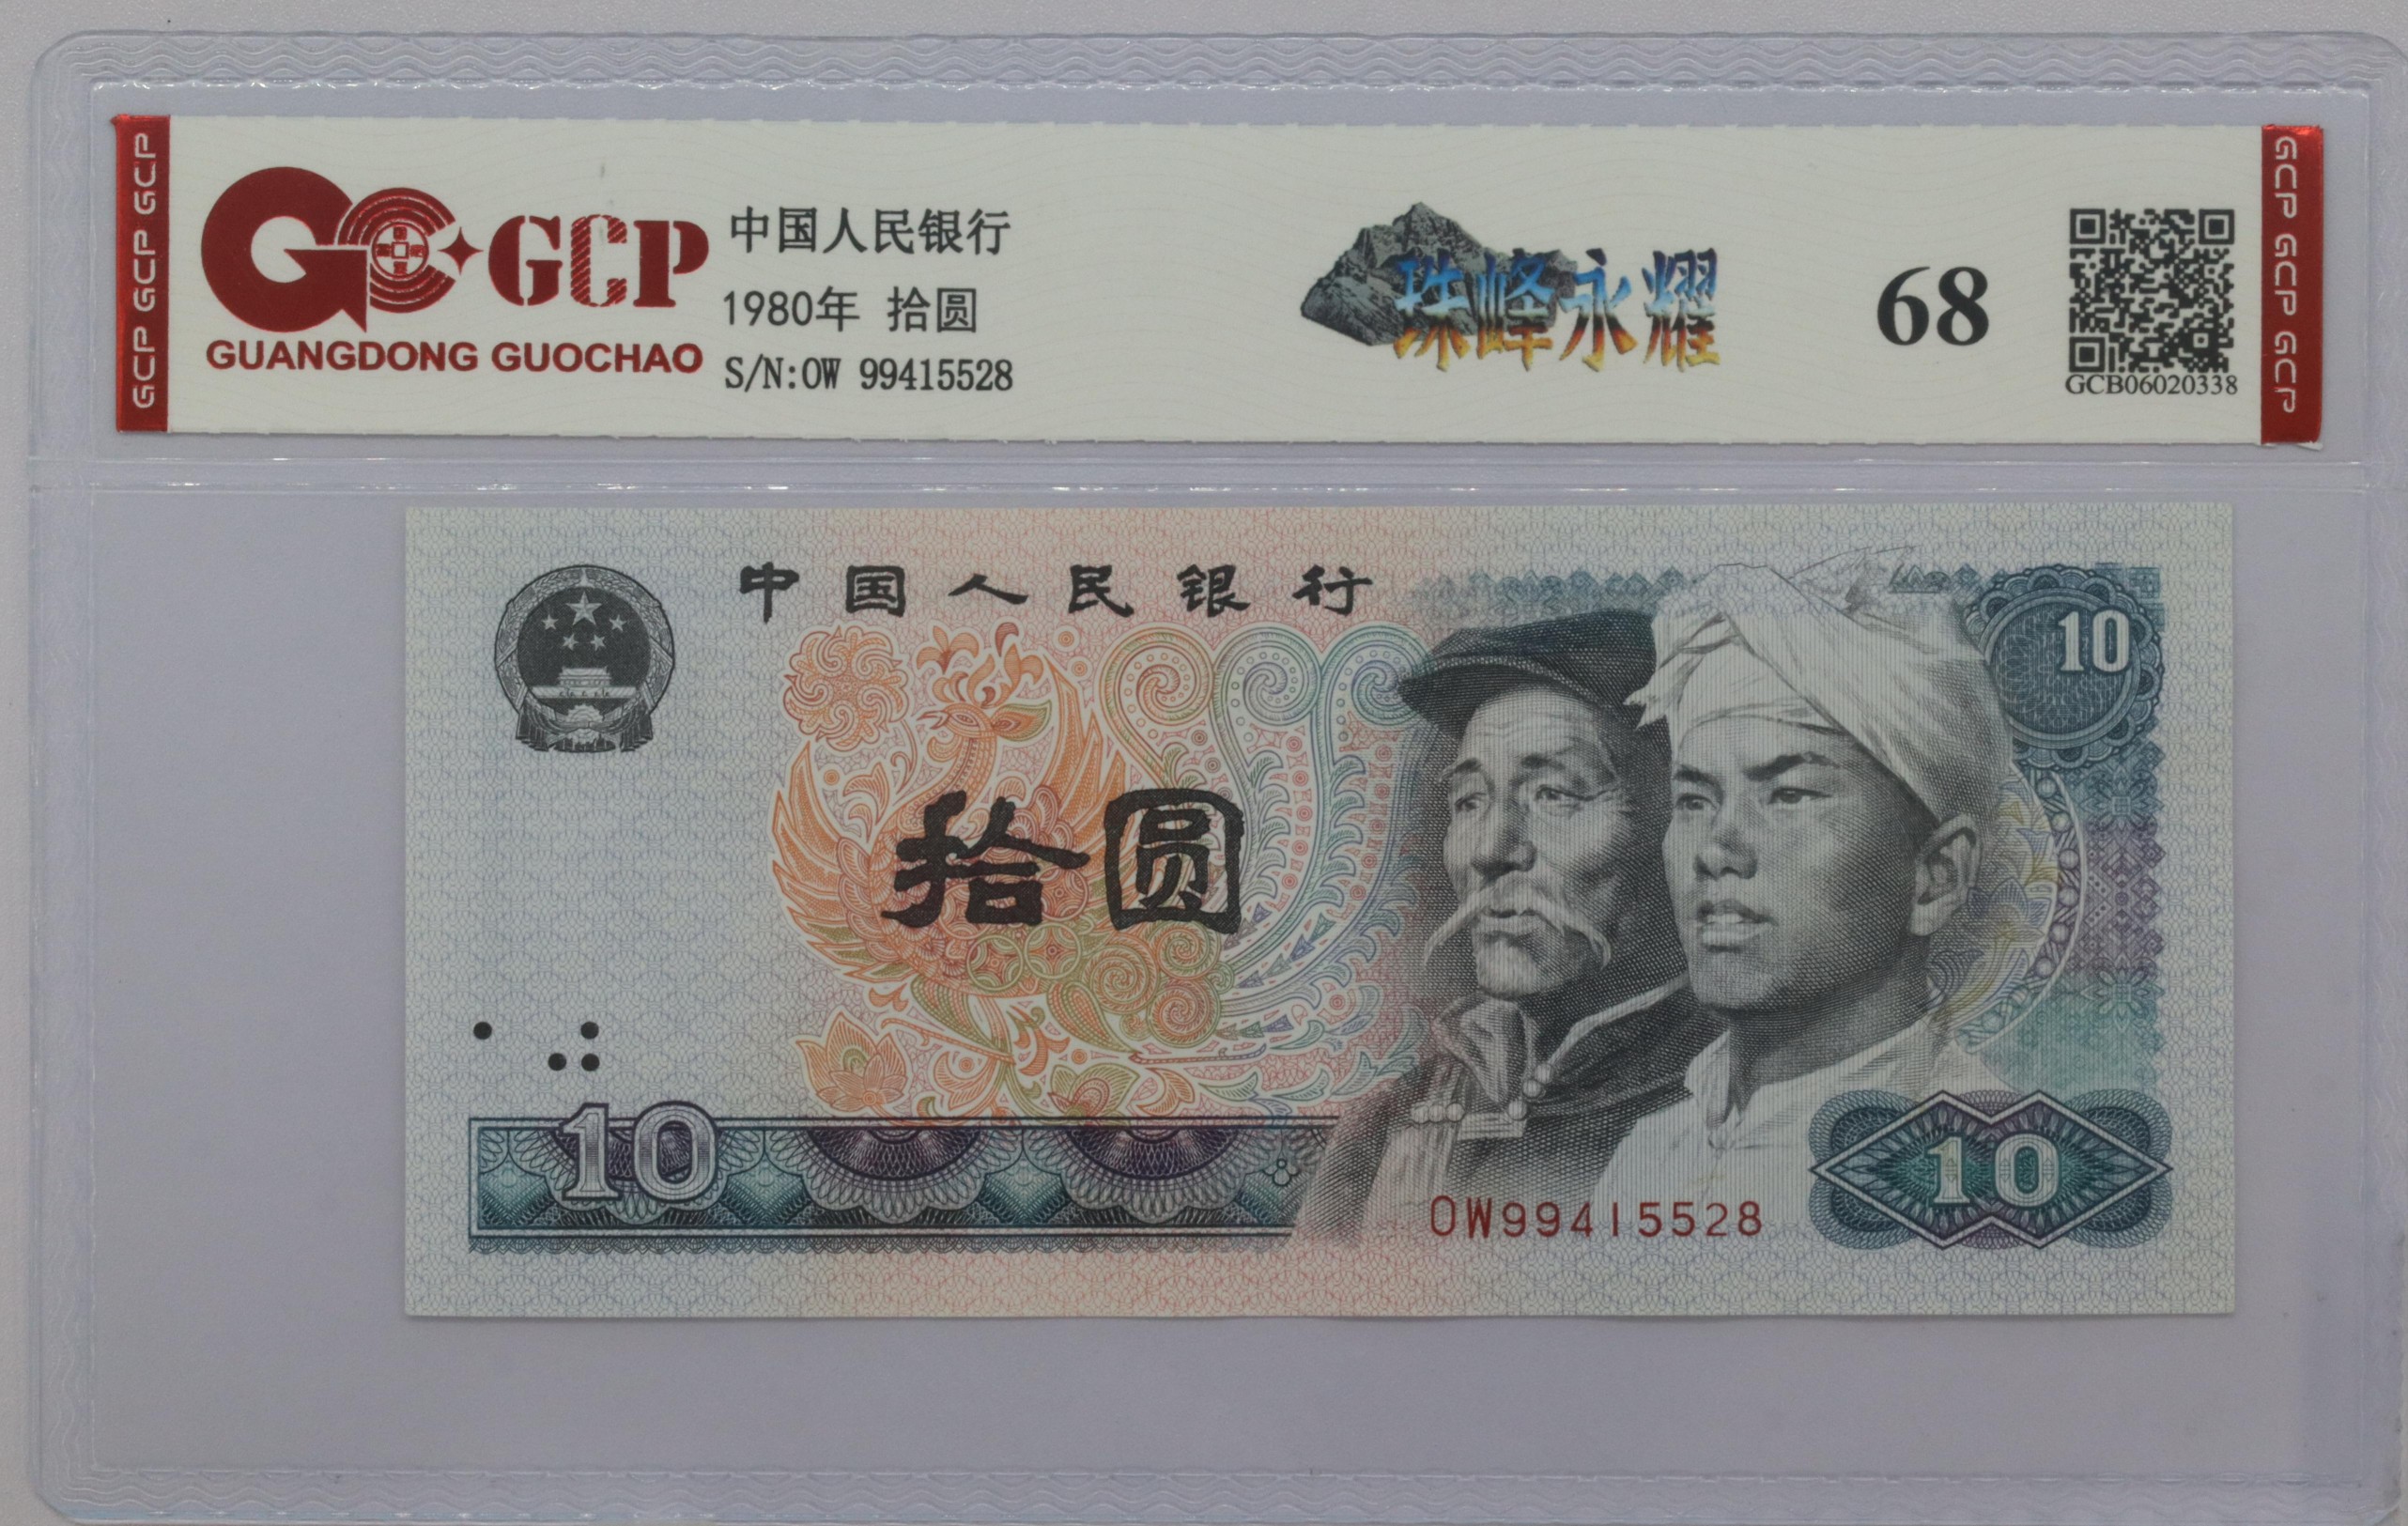 GCP GCP GCP
GCP
GUANGDONG GUOCHAO
中国人民银行
1980年 拾圆
S/N:OW 99415528
珠峰永耀
68
GCB06020338
GCP GCP GCP
中国人民银行
10
拾圆
10
OW99415528
10